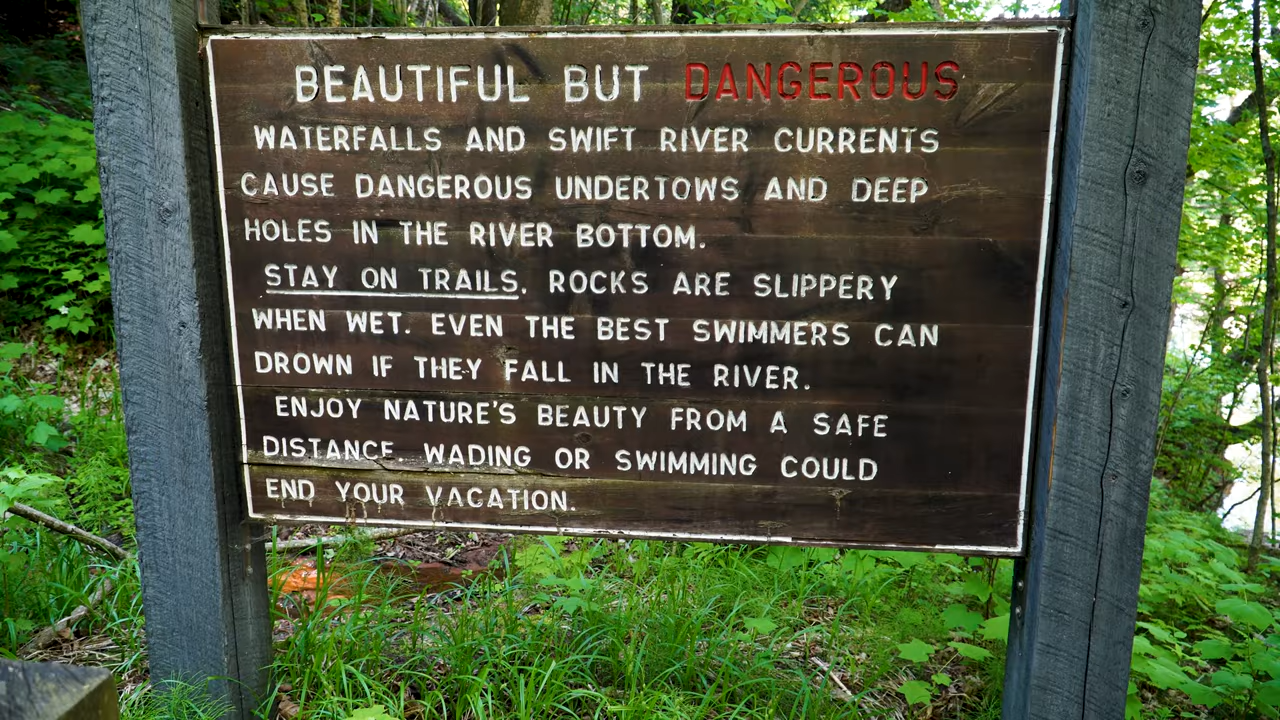 BEAUTIFUL BUT DANGEROUS
WATERFALLS AND SWIFT RIVER CURRENTS
CAUSE DANGEROUS UNDERTOWS AND DEEP
HOLES IN THE RIVER BOTTOM.
STAY ON TRAILS. ROCKS ARE SLIPPERY
WHEN WET. EVEN THE BEST SWIMMERS CAN
DROWN IF THEY FALL IN THE RIVER.
ENJOY NATURE'S BEAUTY FROM A SAFE
DISTANCE. WADING OR SWIMMING COULD
END YOUR VACATION.